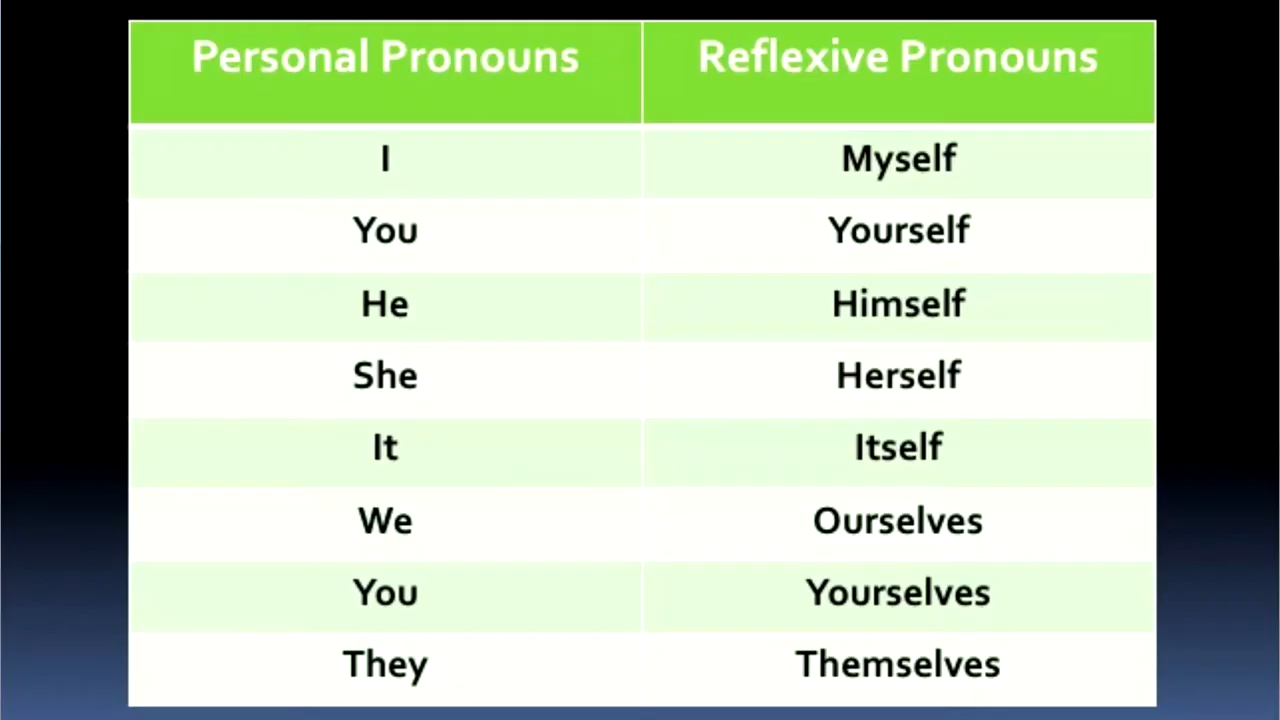 Personal Pronouns Reflexive Pronouns
I Myself
You Yourself
He Himself
She Herself
It Itself
We Ourselves
You Yourselves
They Themselves